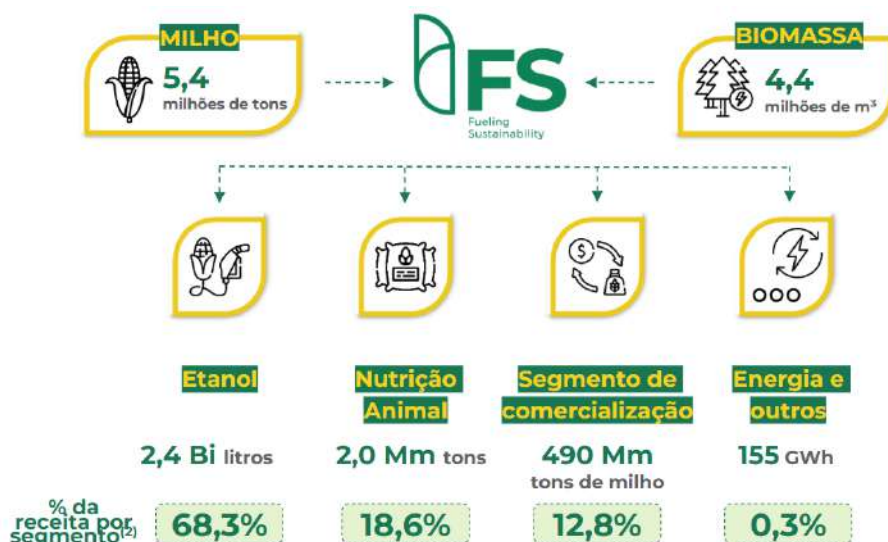 MILHO
5,4
milhões de tons
FS
Fueling
Sustainability
BIOMASSA
4,4
milhões de m³
$
Etanol
Nutrição
Animal
Segmento de
comercialização
Energia e
outros
2,4 Bi litros
2,0 Mm tons
490 Mm
tons de milho
155 GWh
% da
receita por
segmento(2)
68,3%
18,6%
12,8%
0,3%